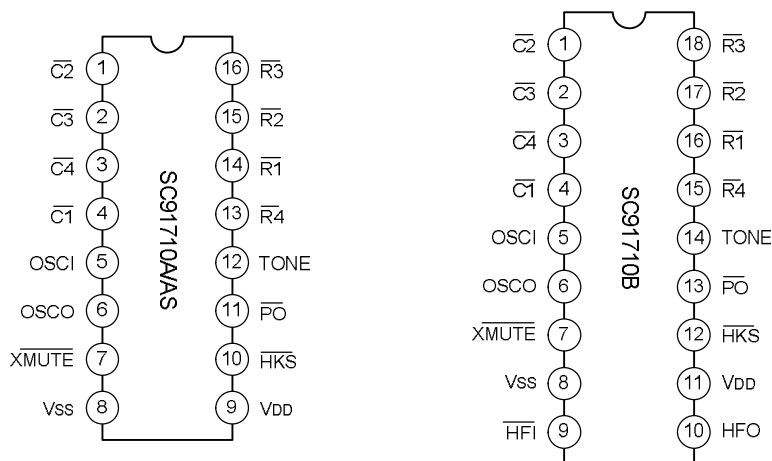 C2 1 16 R3
C3 2 15 R2
C4 3 14 R1
C1 4 13 R4
OSCI 5 12 TONE
OSCO 6 11 PO
XMUTE 7 10 HKS
VSS 8 9 VDD
SC91710A/AS
C2 1 18 R3
C3 2 17 R2
C4 3 16 R1
C1 4 15 R4
OSCI 5 14 TONE
OSCO 6 13 PO
XMUTE 7 12 HKS
VSS 8 11 VDD
HFI 9 10 HFO
SC91710B